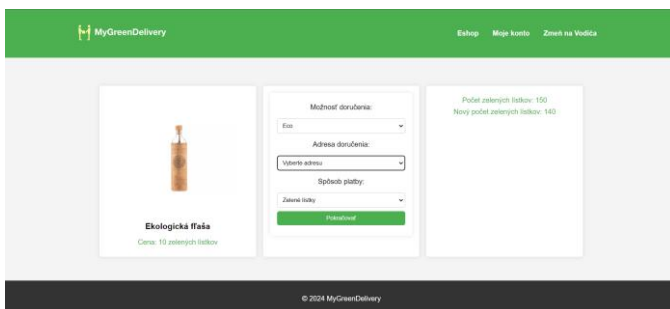 MyGreenDelivery
Eshop Moje konto Zmeň na Vodiča
Ekologická fľaša
Cena: 10 zelených lístkov
Možnosť doručenia:
Eco
Adresa doručenia:
Vyberte adresu
Spôsob platby:
Zelené lístky
Pokračovať
Počet zelených lístkov: 150
Nový počet zelených lístkov: 140
© 2024 MyGreenDelivery